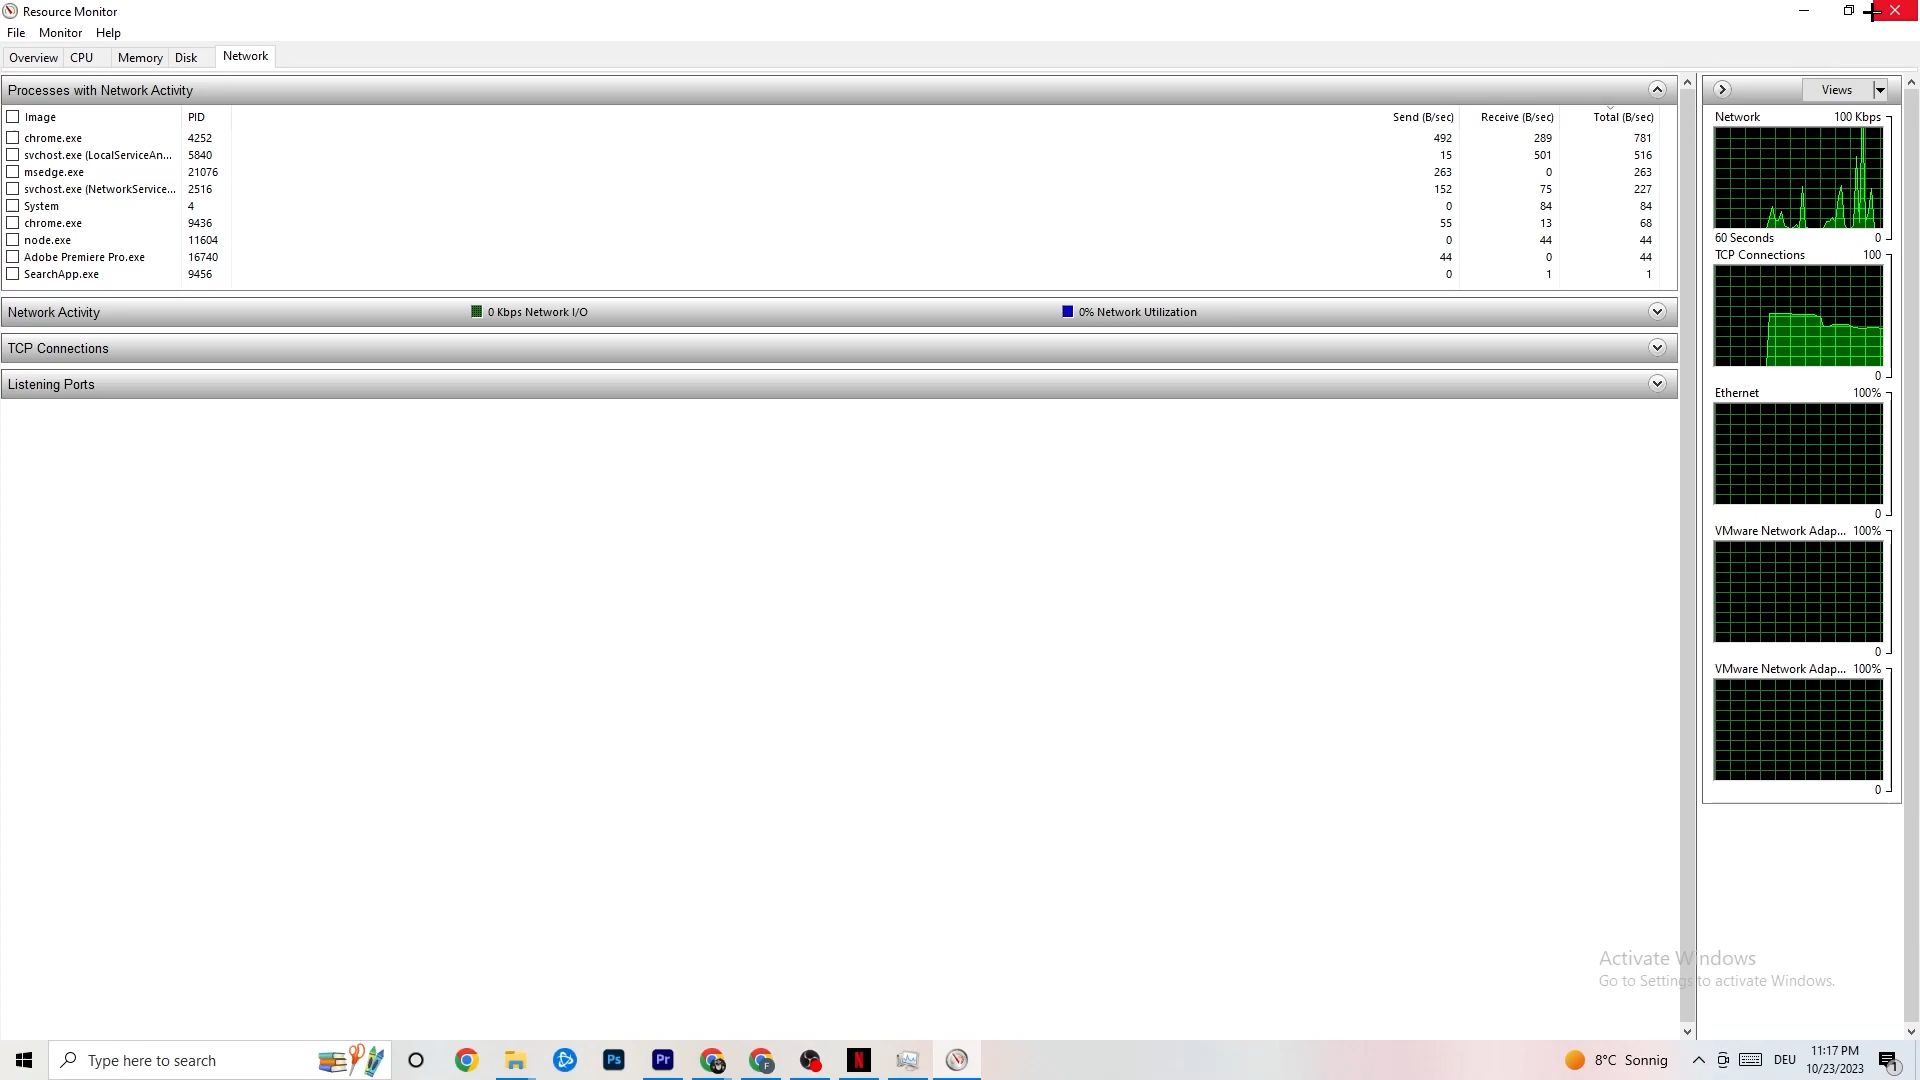 Resource Monitor
File Monitor Help
Overview CPU Memory Disk Network
Processes with Network Activity
Image PID Send (B/sec) Receive (B/sec) Total (B/sec)
chrome.exe 4252 492 289 781
svchost.exe (LocalServiceAn... 5840 15 501 516
msedge.exe 21076 263 0 263
svchost.exe (NetworkService... 2516 152 75 227
System 4 0 84 84
chrome.exe 9436 55 13 68
node.exe 11604 0 44 44
Adobe Premiere Pro.exe 16740 44 0 44
SearchApp.exe 9456 0 1 1
Network Activity 0 Kbps Network I/O 0% Network Utilization
TCP Connections
Listening Ports
Views
Network 100 Kbps
60 Seconds 0
TCP Connections 100
0
Ethernet 100%
0
VMware Network Adap... 100%
0
VMware Network Adap... 100%
0
Activate Windows
Go to Settings to activate Windows.
Type here to search
Ps
Pr
F
N
8°C Sonnig
DEU
11:17 PM
10/23/2023
1